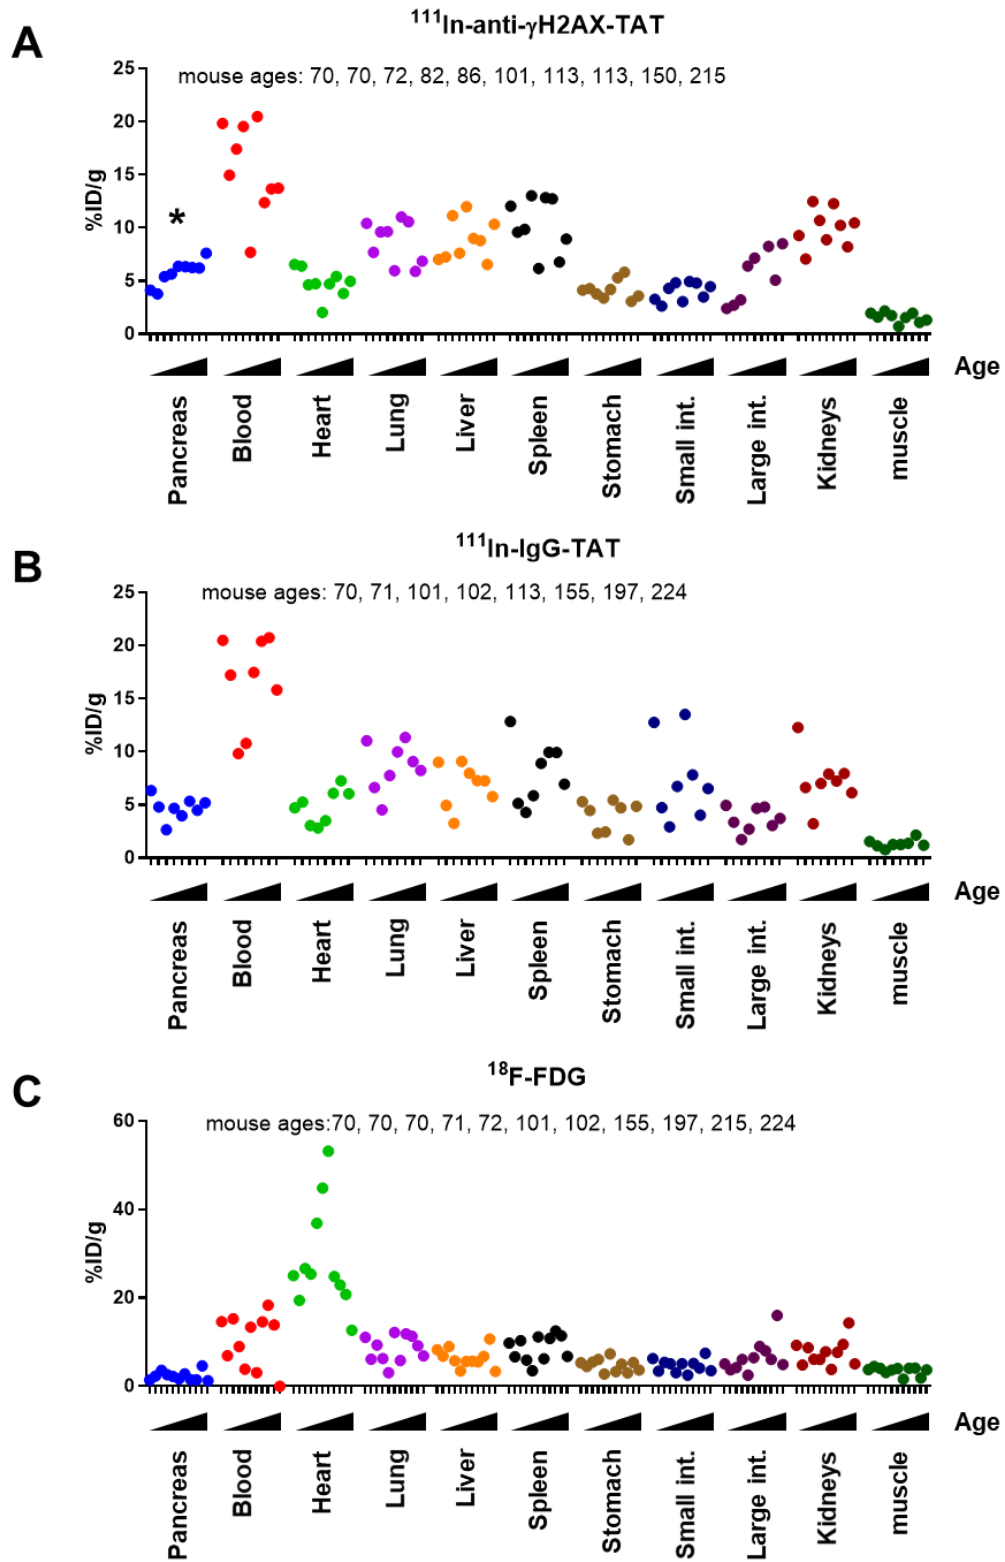 A
¹¹¹In-anti-γH2AX-TAT
mouse ages: 70, 70, 72, 82, 86, 101, 113, 113, 150, 215
%ID/g
25
20
15
10
5
0
*
Age
Pancreas
Blood
Heart
Lung
Liver
Spleen
Stomach
Small int.
Large int.
Kidneys
muscle
B
¹¹¹In-IgG-TAT
mouse ages: 70, 71, 101, 102, 113, 155, 197, 224
%ID/g
25
20
15
10
5
0
Age
Pancreas
Blood
Heart
Lung
Liver
Spleen
Stomach
Small int.
Large int.
Kidneys
muscle
C
¹⁸F-FDG
mouse ages:70, 70, 70, 71, 72, 101, 102, 155, 197, 215, 224
%ID/g
60
40
20
0
Age
Pancreas
Blood
Heart
Lung
Liver
Spleen
Stomach
Small int.
Large int.
Kidneys
muscle